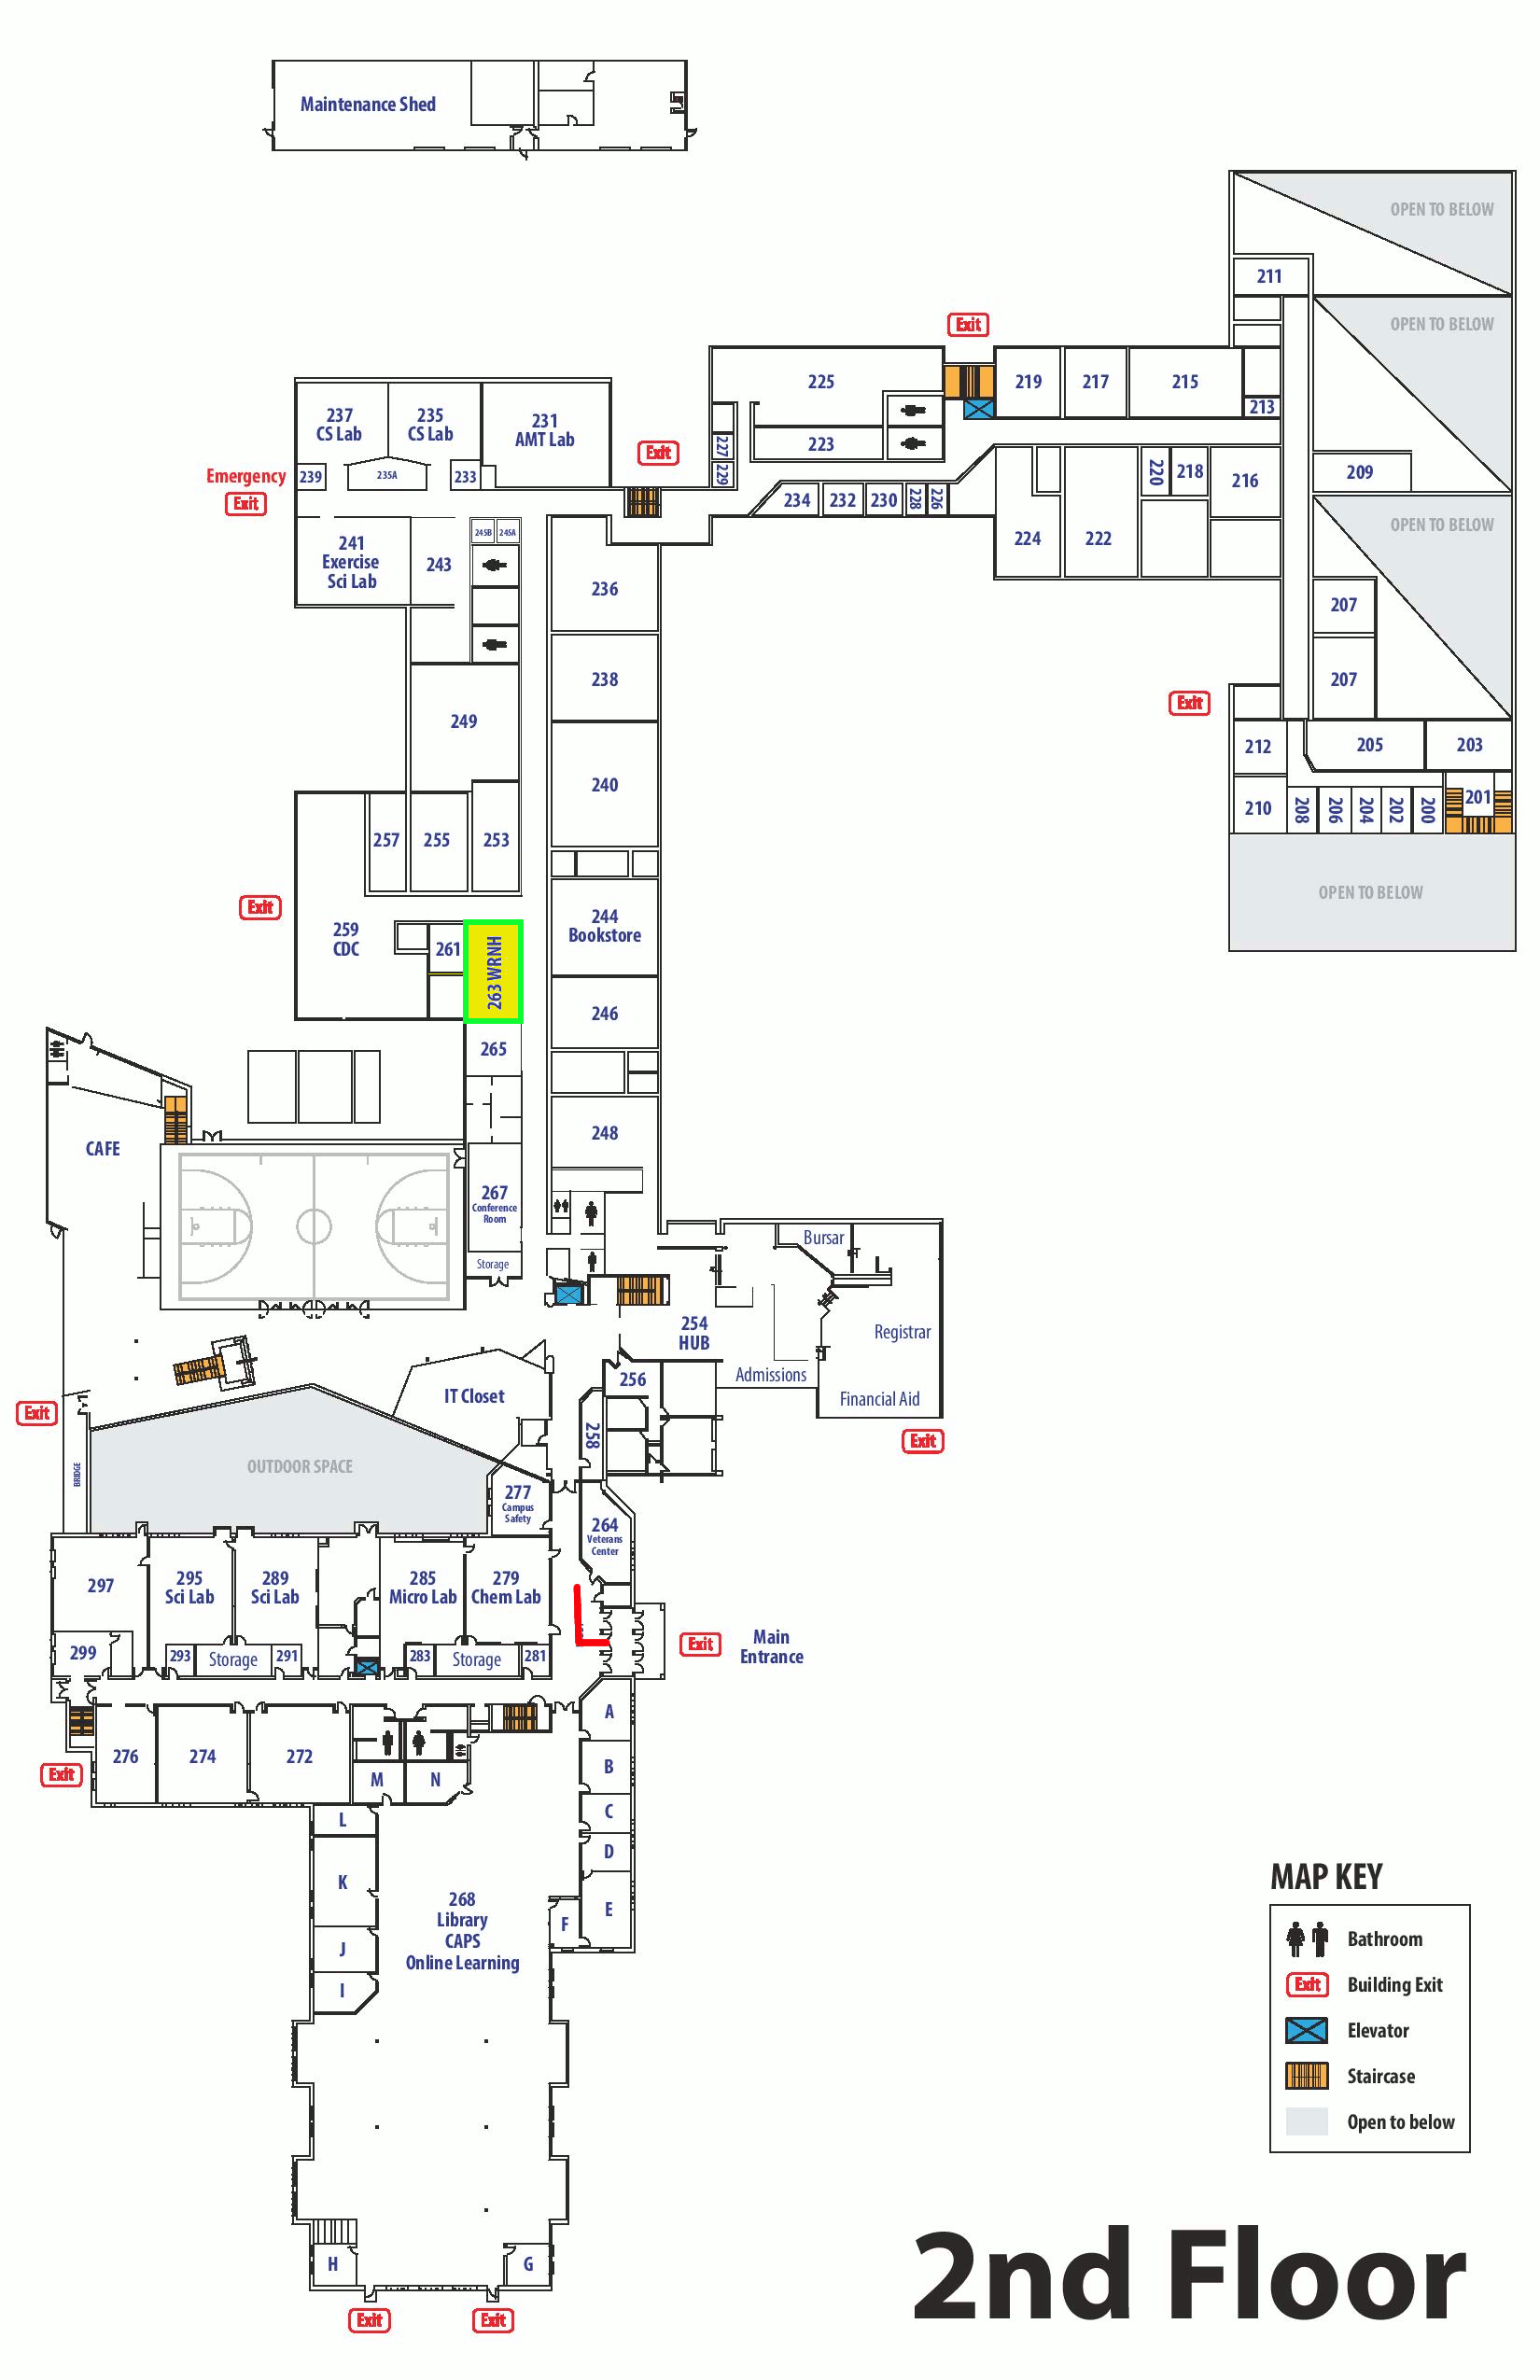 Maintenance Shed
OPEN TO BELOW
211
OPEN TO BELOW
Exit
225
219
217
215
213
237
CS Lab
235
CS Lab
231
AMT Lab
Exit
227
223
229
Emergency
Exit
239
235A
233
220
218
216
209
234
232
230
228
226
OPEN TO BELOW
241
Exercise
Sci Lab
243
245B
245A
224
222
236
207
238
207
249
Exit
240
212
205
203
257
255
253
210
208
206
204
202
200
201
OPEN TO BELOW
Exit
259
CDC
261
263 WRNH
244
Bookstore
246
265
CAFE
248
267
Conference
Room
Storage
Bursar
254
HUB
Registrar
Admissions
Financial Aid
256
IT Closet
258
Exit
Exit
OUTDOOR SPACE
BRIDGE
277
Campus
Safety
264
Veterans
Center
297
295
Sci Lab
289
Sci Lab
285
Micro Lab
279
Chem Lab
299
293
Storage
291
283
Storage
281
Exit
Main
Entrance
A
276
274
272
Exit
B
M
N
C
L
D
K
268
Library
CAPS
Online Learning
E
F
J
I
H
G
Exit
Exit
MAP KEY
Bathroom
Exit
Building Exit
Elevator
Staircase
Open to below
2nd Floor